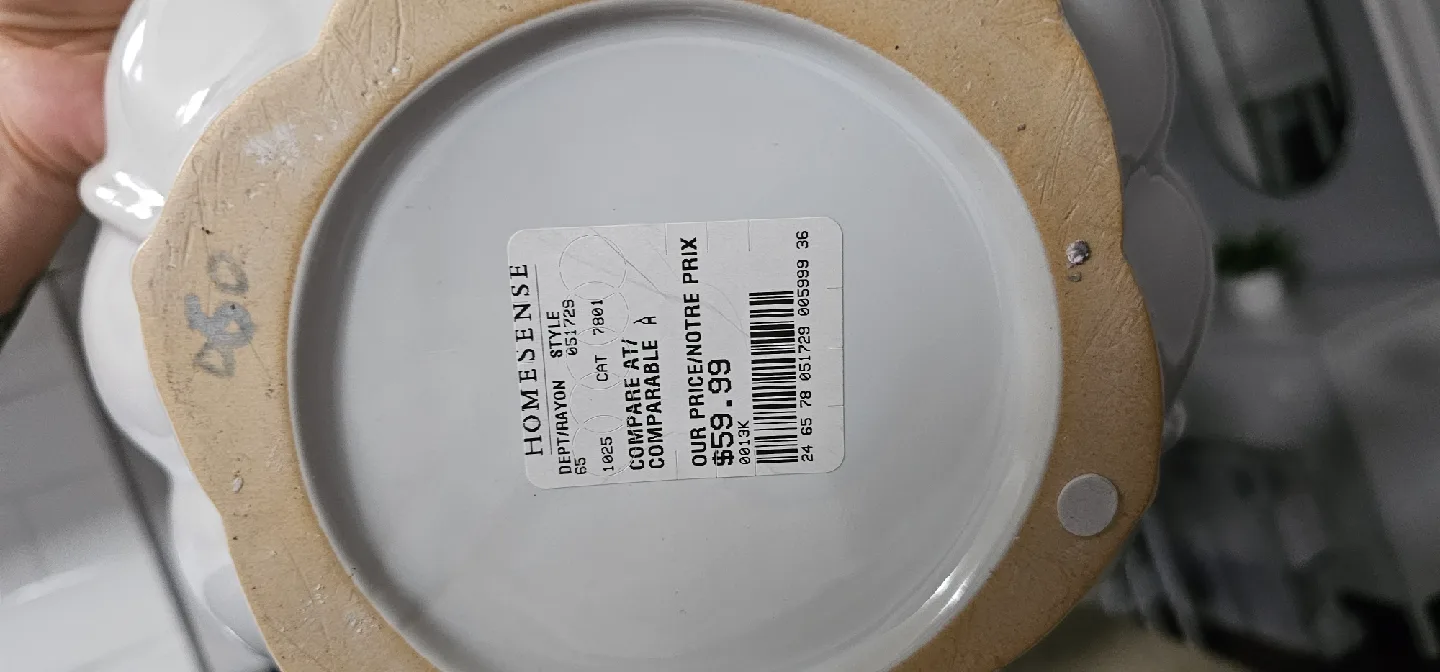 HOMESENSE
DEPT/RAYON STYLE
65 051729
1025 CAT 7801
COMPARE AT/
COMPARABLE A
OUR PRICE/NOTRE PRIX
$59.99
0013K
24 65 78 051729 005999 36